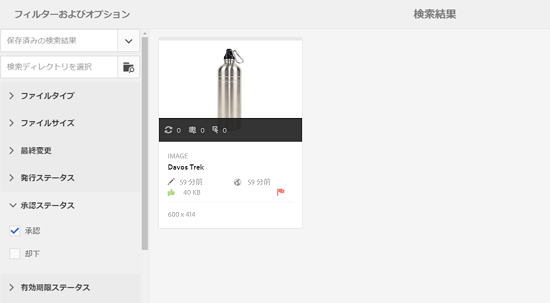 フィルターおよびオプション
検索結果
保存済みの検索結果
検索ディレクトリを選択
ファイルタイプ
ファイルサイズ
最終変更
発行ステータス
承認ステータス
承認
却下
有効期限ステータス
0 0 0
IMAGE
Davos Trek
59 分前 59 分前
40 KB
600 x 414